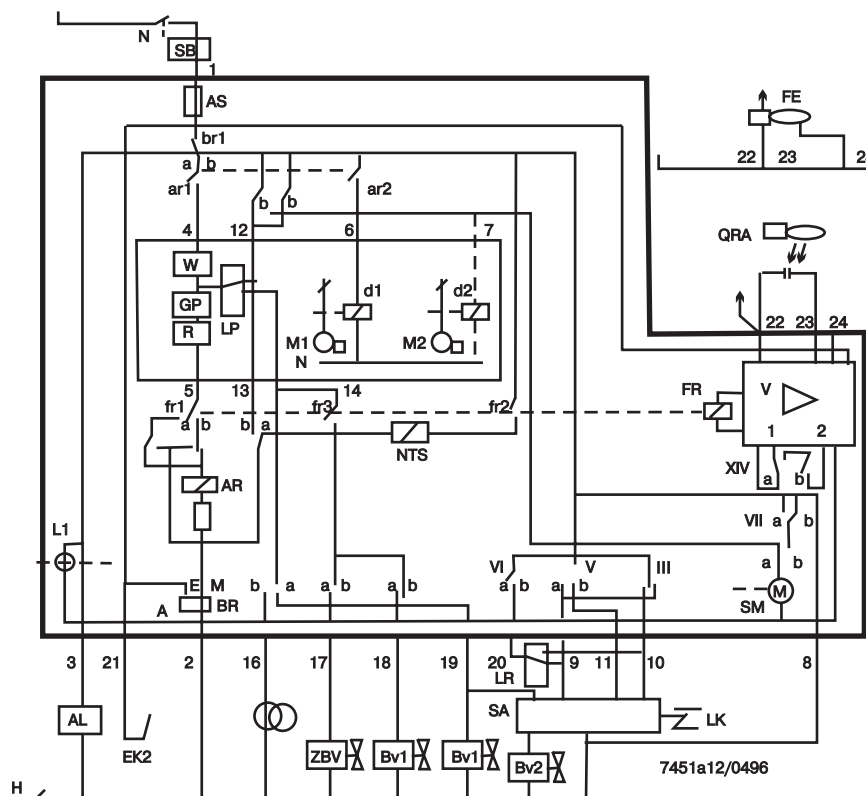 N
SB
1
AS
FE
br1
22 23 2
a b
ar1
b b
ar2
4 12 6 7
QRA
W
GP
LP
R
d1
d2
M1
M2
N
22 23 24
5 13 14
FR
V
fr1
fr3
fr2
a b
b a
NTS
1 2
XIV
a b
AR
L1
VII
a b
a b
E M
b a
a b
a b
VI
V
III
a b
a b
M
SM
A
BR
3 21 2 16 17 18 19 20 9 11 10 8
LR
AL
SA
LK
EK2
ZBV
Bv1
Bv1
Bv2
7451a12/0496
H